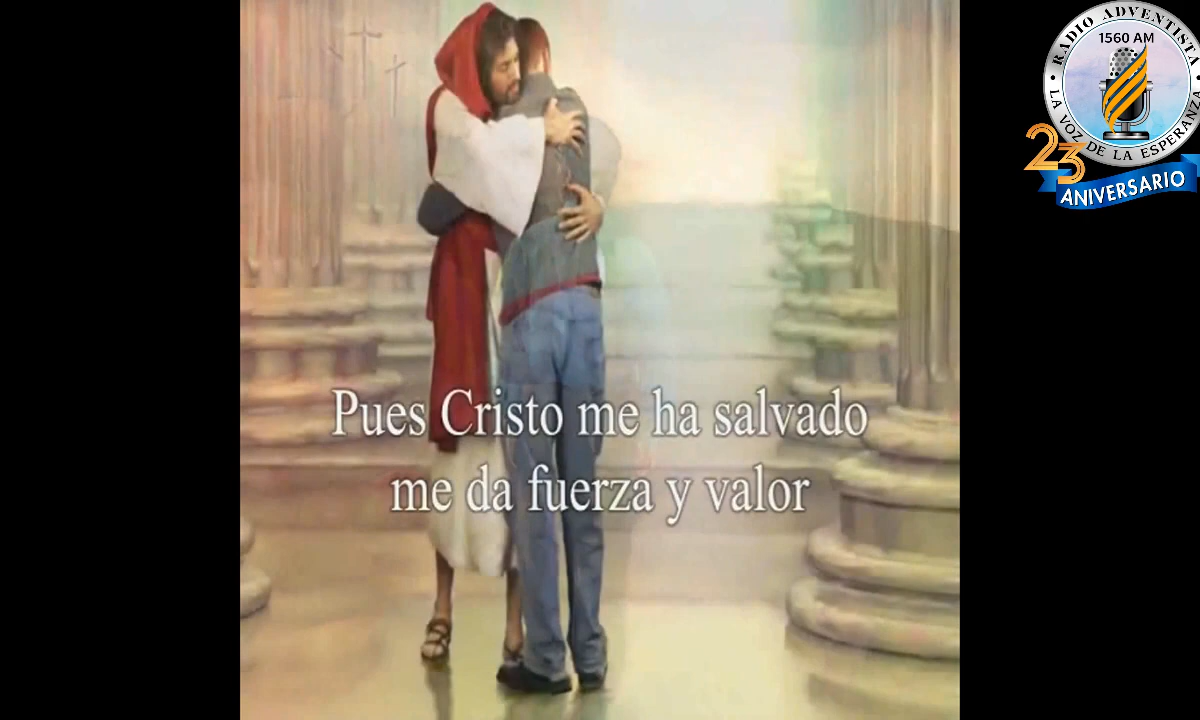 RADIO ADVENTISTA
1560 AM
LA VOZ DE LA ESPERANZA
23
ANIVERSARIO
Pues Cristo me ha salvado
me da fuerza y valor